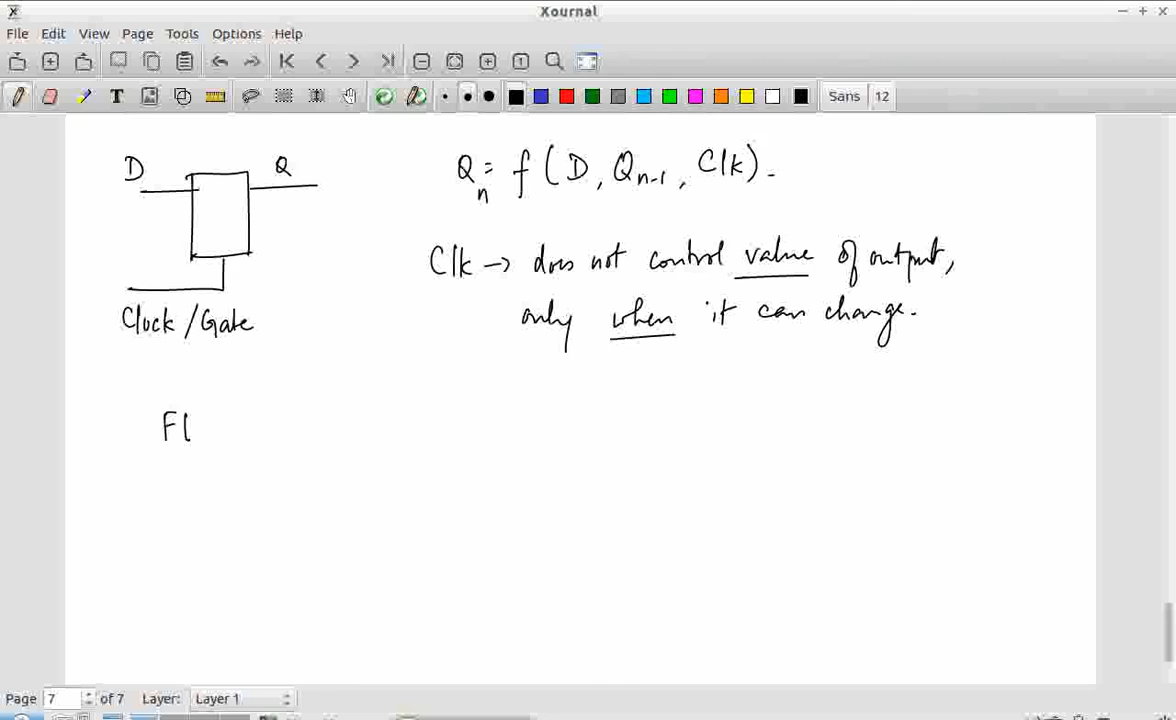 Xournal
File Edit View Page Tools Options Help
Sans 12
D Q
Qn = f(D, Qn-1, Clk).
Clk → does not control value of output,
only when it can change.
Clock/Gate
Fl
Page 7 of 7 Layer: Layer 1